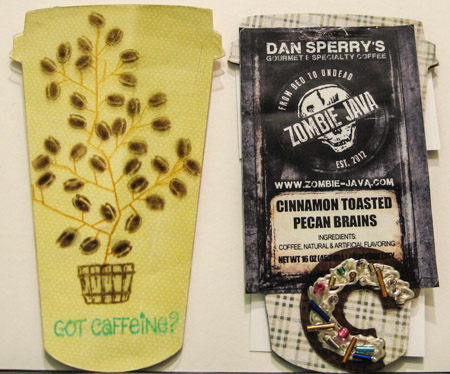 GOT CAFFEINE?
DAN SPERRY'S
GOURMET & SPECIALTY COFFEE
FROM BED TO UNDEAD
ZOMBIE JAVA
EST. 2012
WWW.ZOMBIE-JAVA.COM
CINNAMON TOASTED
PECAN BRAINS
INGREDIENTS:
COFFEE, NATURAL & ARTIFICIAL FLAVORING
NET WT 16 OZ
C